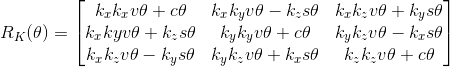 R_K(θ) = [ k_x k_x vθ + cθ    k_x k_y vθ − k_z sθ    k_x k_z vθ + k_y sθ
k_x ky vθ + k_z sθ    k_y k_y vθ + cθ    k_y k_z vθ − k_x sθ
k_x k_z vθ − k_y sθ    k_y k_z vθ + k_x sθ    k_z k_z vθ + cθ ]